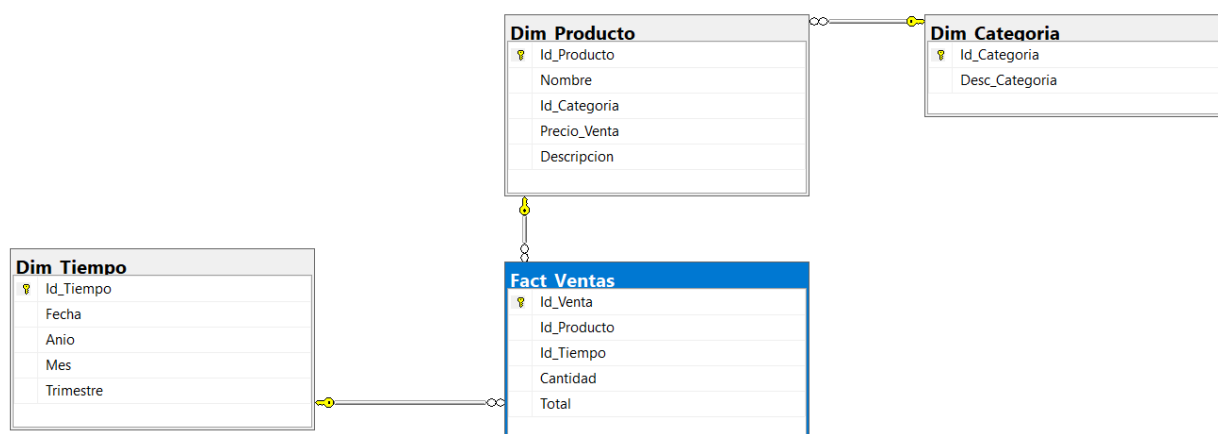 Dim_Producto
Id_Producto
Nombre
Id_Categoria
Precio_Venta
Descripcion
Dim_Categoria
Id_Categoria
Desc_Categoria
Dim_Tiempo
Id_Tiempo
Fecha
Anio
Mes
Trimestre
Fact_Ventas
Id_Venta
Id_Producto
Id_Tiempo
Cantidad
Total